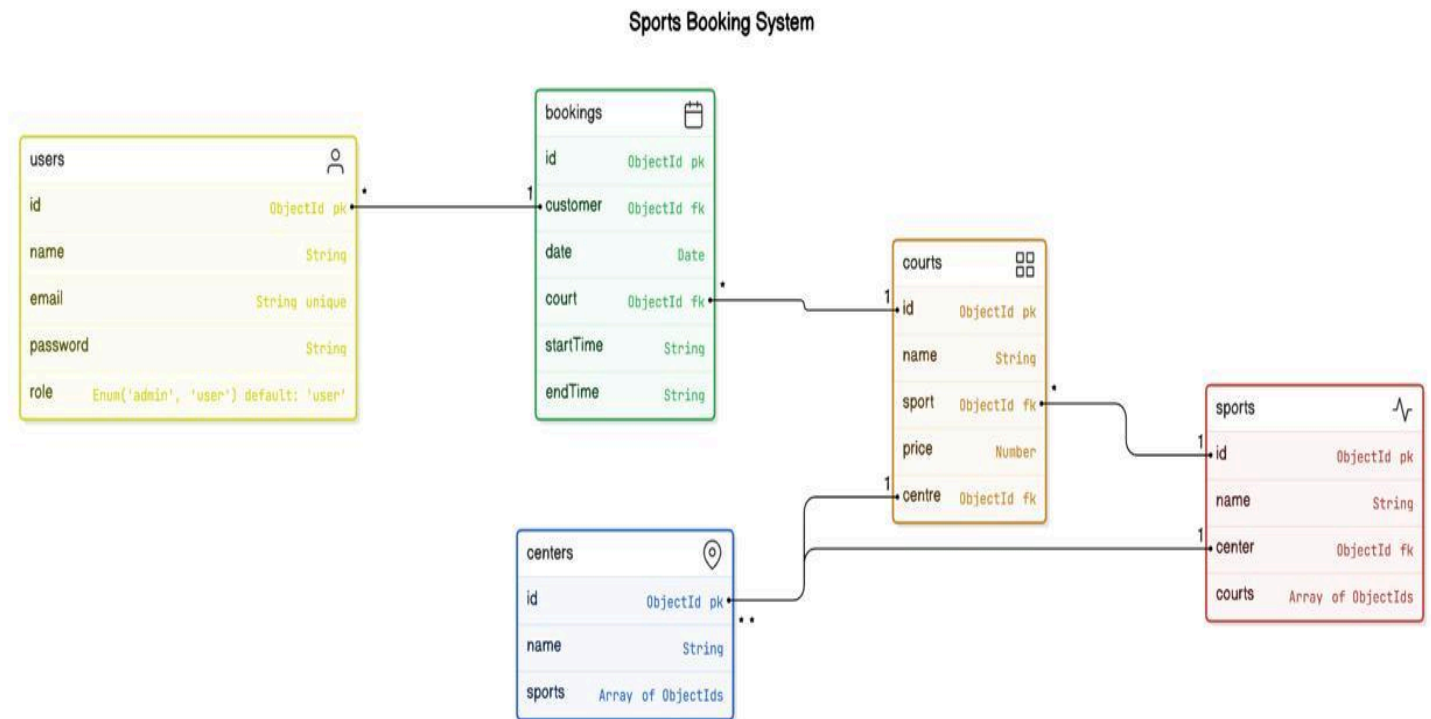 Sports Booking System
users
id ObjectId pk
name String
email String unique
password String
role Enum('admin', 'user') default: 'user'
* 1
bookings
id ObjectId pk
customer ObjectId fk
date Date
court ObjectId fk
startTime String
endTime String
* 1
courts
id ObjectId pk
name String
sport ObjectId fk
price Number
centre ObjectId fk
* 1
1
1
sports
id ObjectId pk
name String
center ObjectId fk
courts Array of ObjectIds
centers
id ObjectId pk
name String
sports Array of ObjectIds
* *